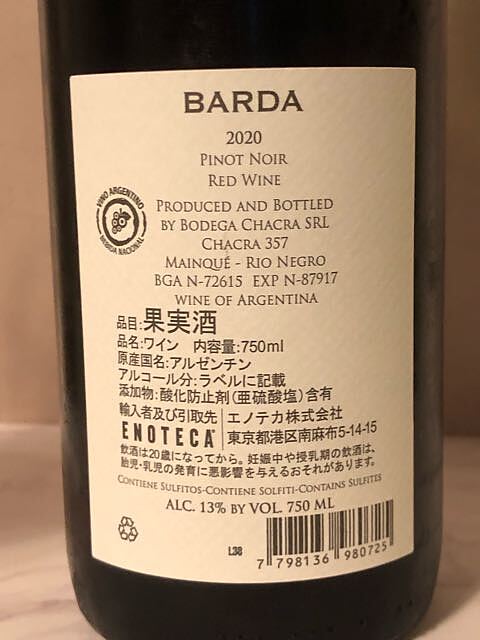 BARDA
2020
PINOT NOIR
RED WINE
VINO ARGENTINO
BEBIDA NACIONAL
PRODUCED AND BOTTLED
BY BODEGA CHACRA SRL
CHACRA 357
MAINQUÉ - RIO NEGRO
BGA N-72615 EXP N-87917
WINE OF ARGENTINA
品目:果実酒
品名:ワイン 内容量:750ml
原産国名:アルゼンチン
アルコール分:ラベルに記載
添加物:酸化防止剤(亜硫酸塩)含有
輸入者及び引取先 エノテカ株式会社
ENOTECA 東京都港区南麻布5-14-15
飲酒は20歳になってから。妊娠中や授乳期の飲酒は、
胎児・乳児の発育に悪影響を与えるおそれがあります。
CONTIENE SULFITOS-CONTIENE SOLFITI-CONTAINS SULFITES
ALC. 13% BY VOL. 750 ML
L38
7 798136 980725